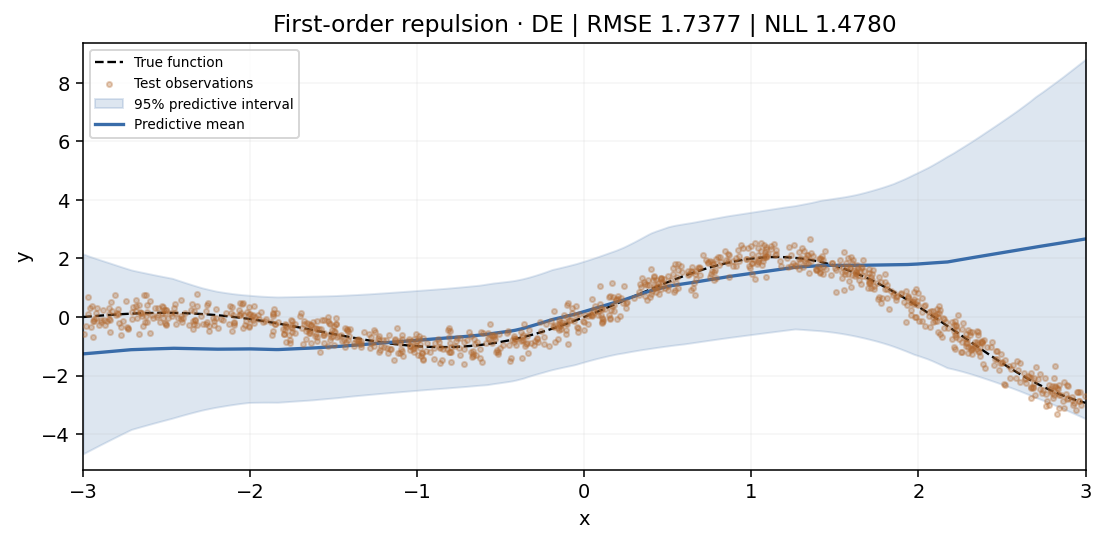 First-order repulsion · DE | RMSE 1.7377 | NLL 1.4780
True function
Test observations
95% predictive interval
Predictive mean
y
8
6
4
2
0
−2
−4
−3
−2
−1
0
1
2
3
x